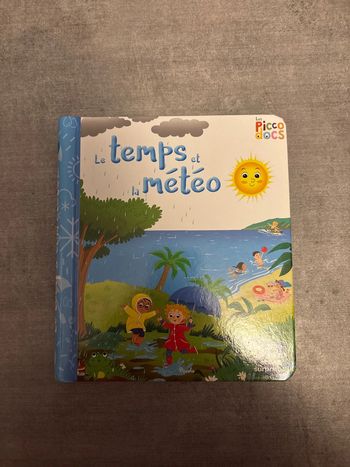 Les
Picco
docs
Le temps et
la météo